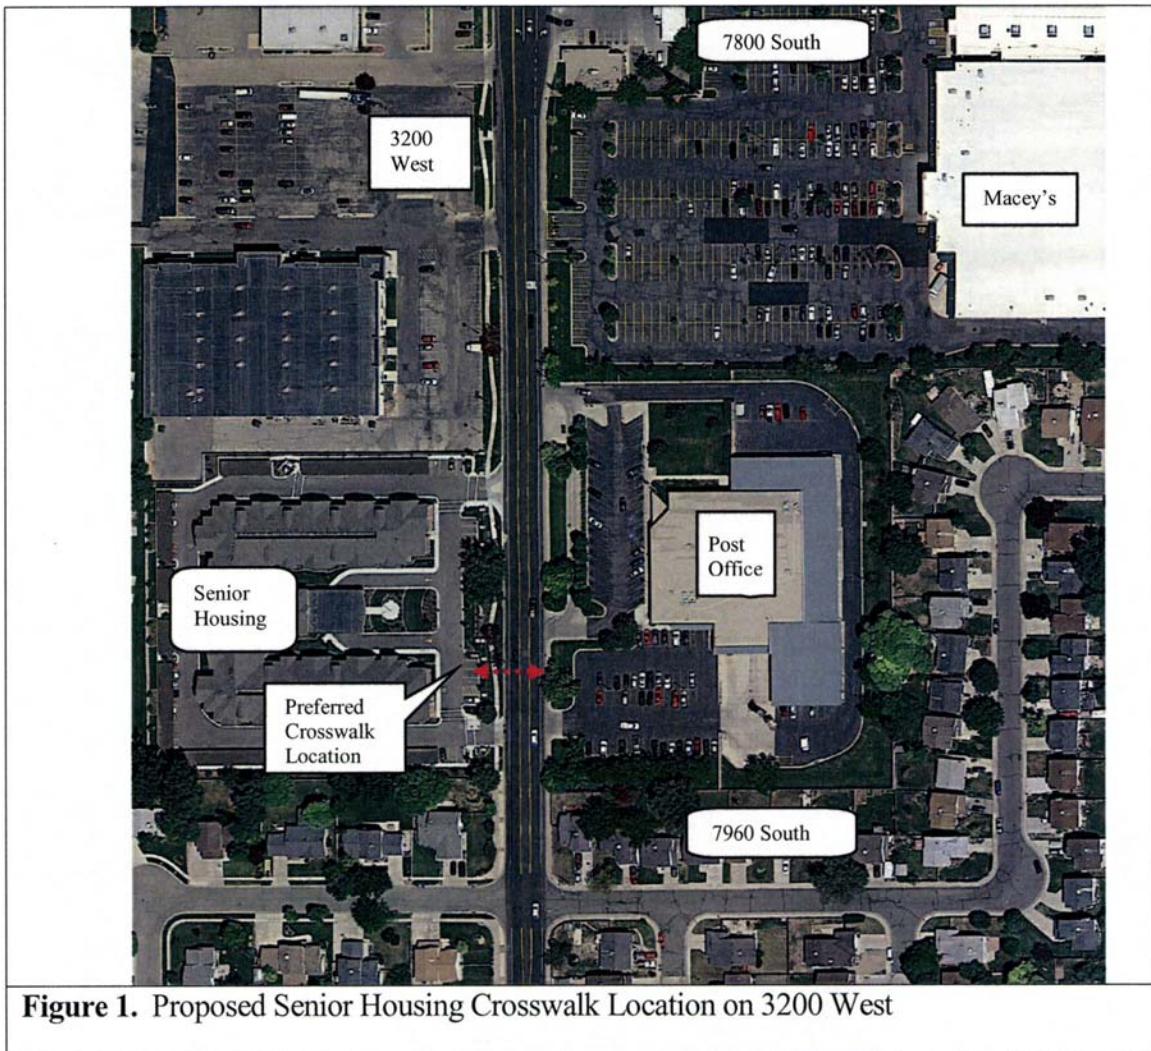 7800 South
3200
West
Macey's
Post
Office
Senior
Housing
Preferred
Crosswalk
Location
7960 South
Figure 1. Proposed Senior Housing Crosswalk Location on 3200 West